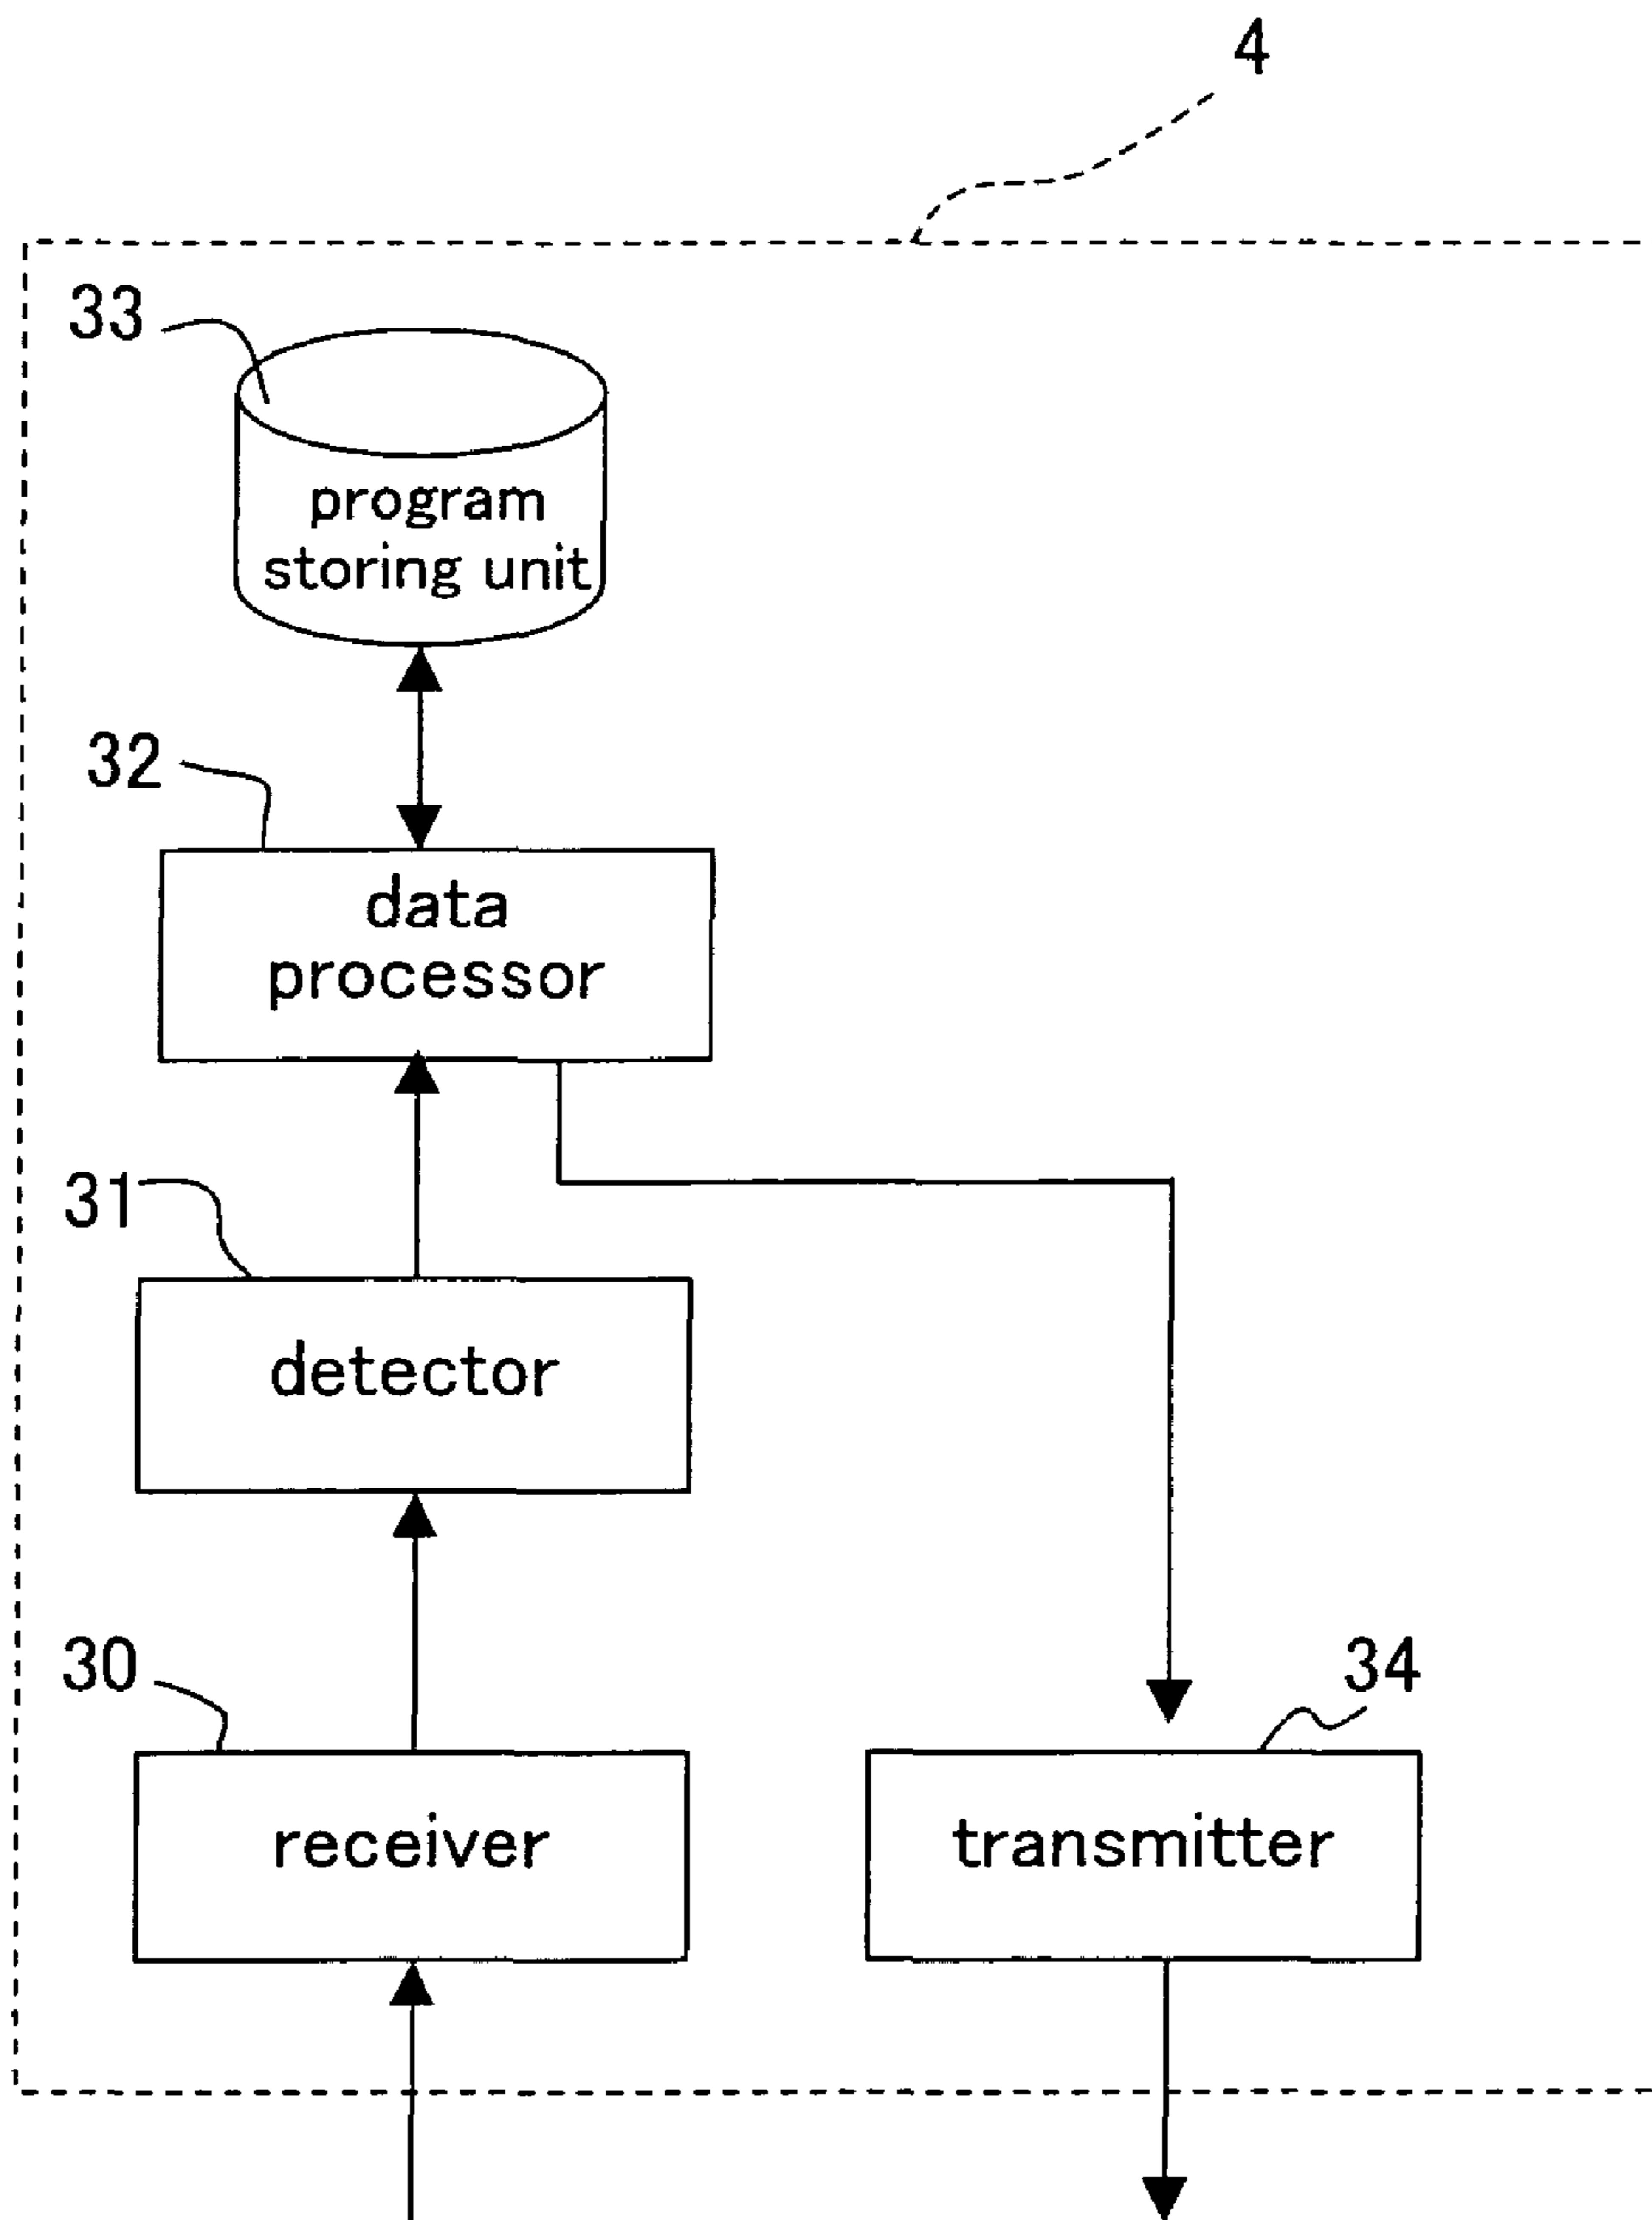 4
33
program
storing unit
32
data
processor
31
detector
30
receiver
34
transmitter